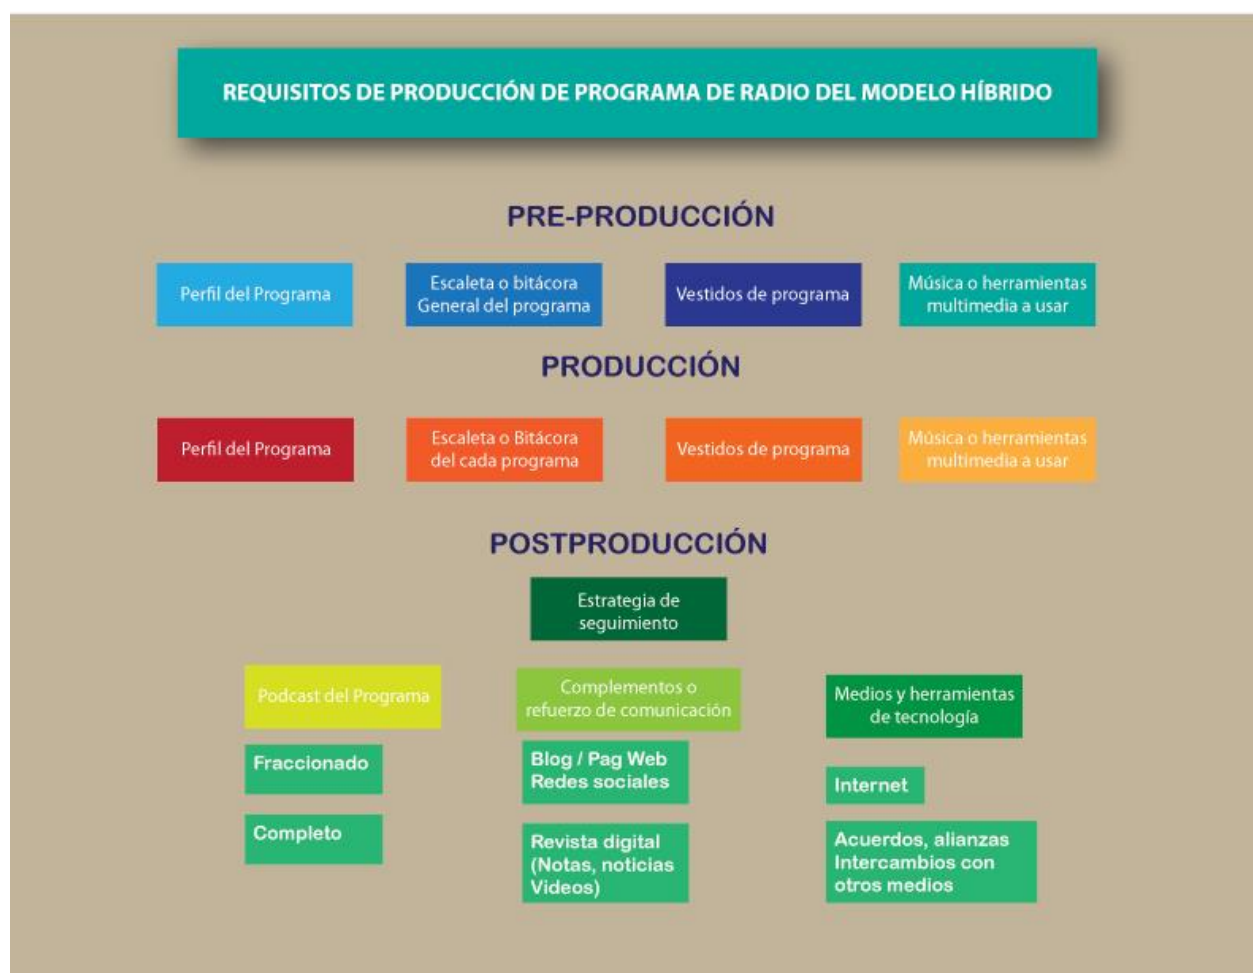 REQUISITOS DE PRODUCCIÓN DE PROGRAMA DE RADIO DEL MODELO HÍBRIDO
PRE-PRODUCCIÓN
Perfil del Programa
Escaleta o bitácora
General del programa
Vestidos de programa
Música o herramientas
multimedia a usar
PRODUCCIÓN
Perfil del Programa
Escaleta o Bitácora
del cada programa
Vestidos de programa
Música o herramientas
multimedia a usar
POSTPRODUCCIÓN
Estrategia de
seguimiento
Podcast del Programa
Fraccionado
Completo
Complementos o
refuerzo de comunicación
Blog / Pag Web
Redes sociales
Revista digital
(Notas, noticias
Videos)
Medios y herramientas
de tecnología
Internet
Acuerdos, alianzas
Intercambios con
otros medios